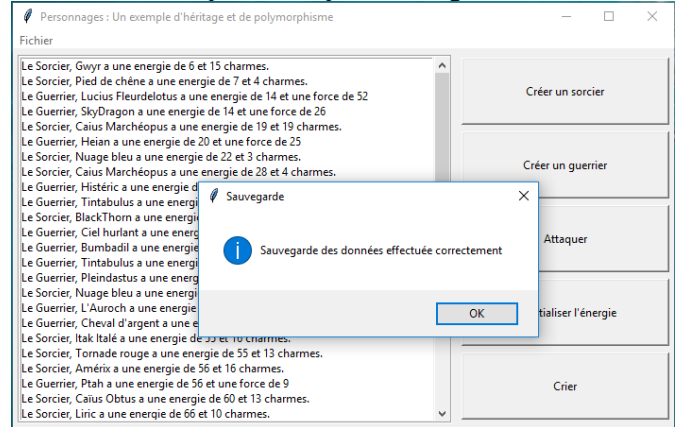 Personnages : Un exemple d'héritage et de polymorphisme
Fichier
Le Sorcier, Gwyr a une energie de 6 et 15 charmes.
Le Sorcier, Pied de chêne a une energie de 7 et 4 charmes.
Le Guerrier, Lucius Fleurdelotus a une energie de 14 et une force de 52
Le Guerrier, SkyDragon a une energie de 14 et une force de 26
Le Sorcier, Caius Marchéopus a une energie de 19 et 19 charmes.
Le Guerrier, Heian a une energie de 20 et une force de 25
Le Sorcier, Nuage bleu a une energie de 22 et 3 charmes.
Le Sorcier, Caius Marchéopus a une energie de 28 et 4 charmes.
Le Guerrier, Histéric a une energie d
Le Guerrier, Tintabulus a une energi
Le Sorcier, BlackThorn a une energi
Le Guerrier, Ciel hurlant a une energ
Le Guerrier, Bumbadil a une energie
Le Guerrier, Tintabulus a une energi
Le Guerrier, Pleindastus a une energ
Le Sorcier, Nuage bleu a une energi
Le Guerrier, L'Auroch a une energie
Le Guerrier, Cheval d'argent a une e
Le Sorcier, Itak Italé a une energie de 55 et 10 charmes.
Le Sorcier, Tornade rouge a une energie de 55 et 13 charmes.
Le Sorcier, Amérix a une energie de 56 et 16 charmes.
Le Guerrier, Ptah a une energie de 56 et une force de 9
Le Sorcier, Caïus Obtus a une energie de 60 et 13 charmes.
Le Sorcier, Liric a une energie de 66 et 10 charmes.
Créer un sorcier
Créer un guerrier
Attaquer
tialiser l'énergie
Crier
Sauvegarde
Sauvegarde des données effectuée correctement
OK